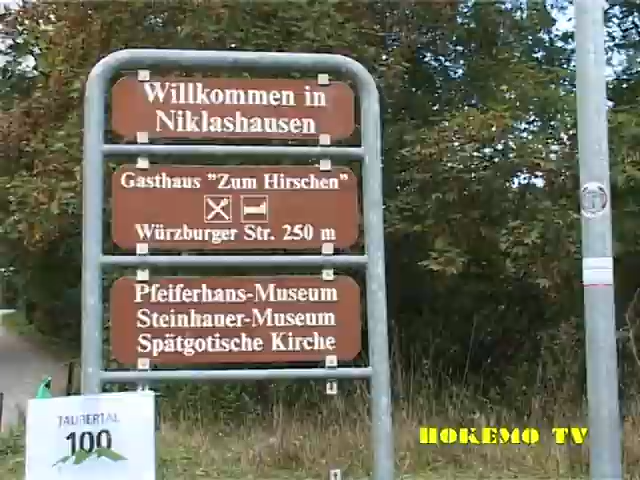 Willkommen in
Niklashausen
Gasthaus "Zum Hirschen"
Würzburger Str. 250 m
Pfeiferhans-Museum
Steinhauer-Museum
Spätgotische Kirche
TAUBERTAL
100
HOKEMO TV